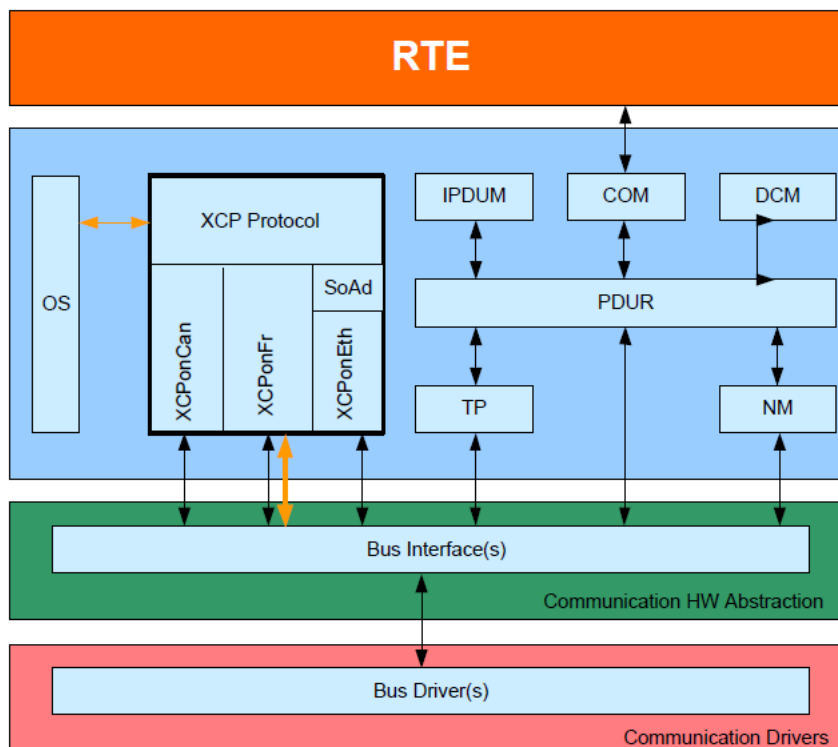 RTE
OS
XCP Protocol
SoAd
XCPonCan
XCPonFr
XCPonEth
IPDUM
COM
DCM
PDUR
TP
NM
Bus Interface(s)
Communication HW Abstraction
Bus Driver(s)
Communication Drivers